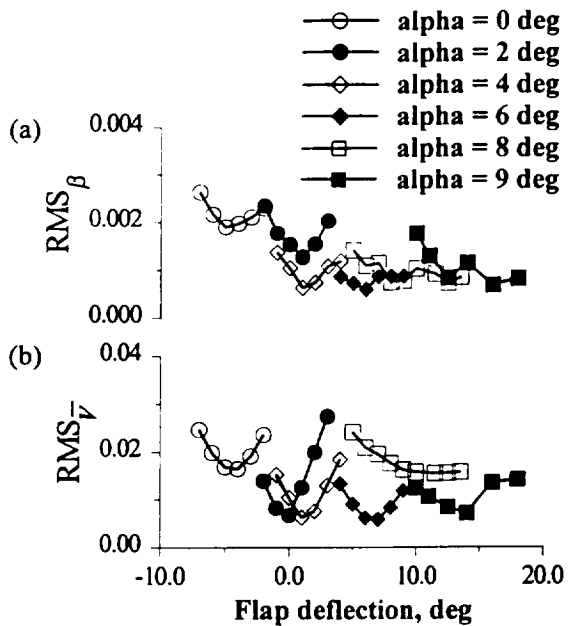 alpha = 0 deg
alpha = 2 deg
alpha = 4 deg
alpha = 6 deg
alpha = 8 deg
alpha = 9 deg
(a)
0.004
0.002
0.000
RMSβ
(b)
0.04
0.02
0.00
RMSV̅
-10.0 0.0 10.0 20.0
Flap deflection, deg